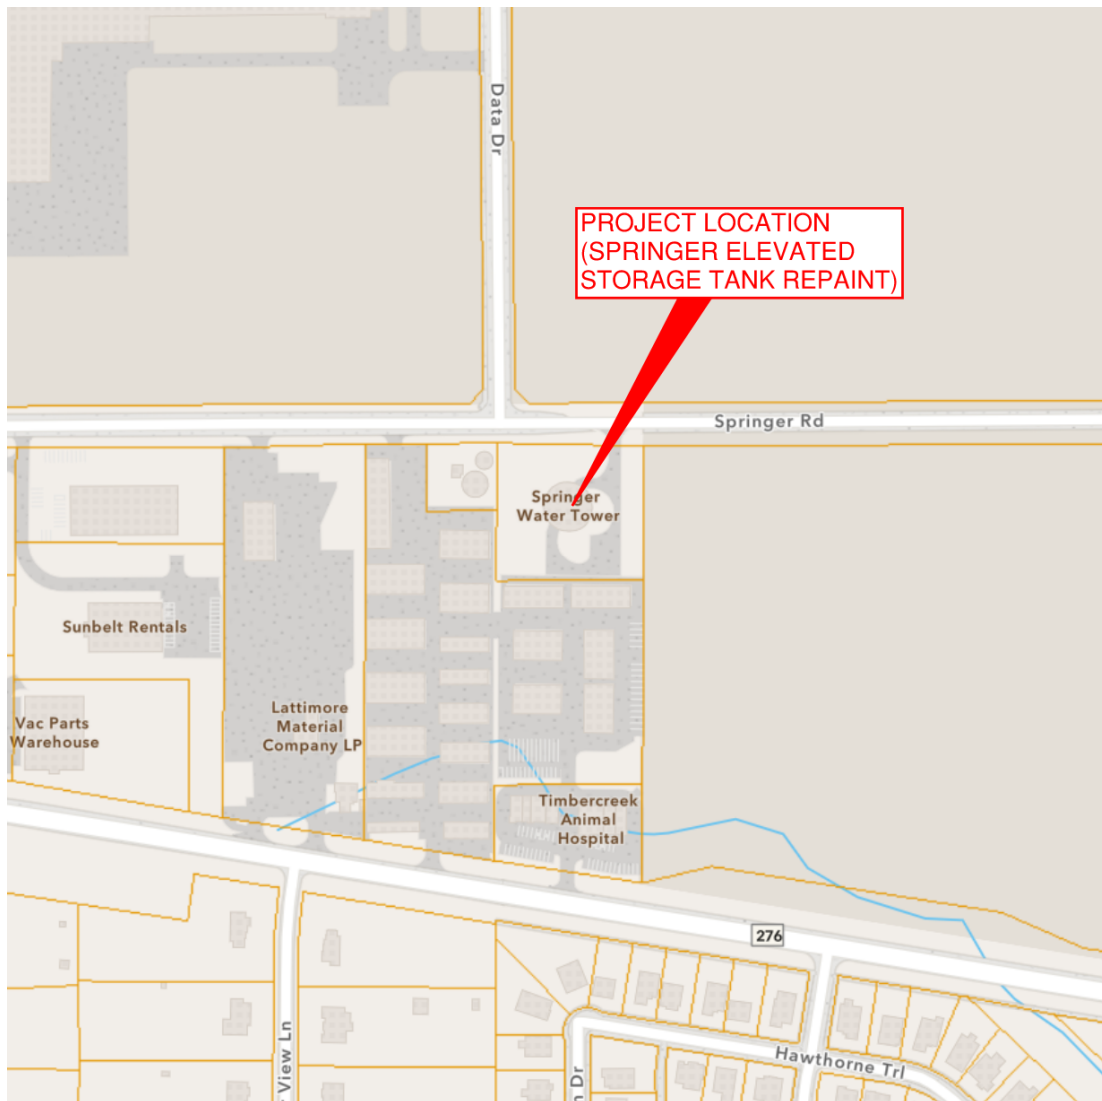 Data Dr
PROJECT LOCATION
(SPRINGER ELEVATED
STORAGE TANK REPAINT)
Springer Rd
Springer
Water Tower
Sunbelt Rentals
Lattimore
Material
Company LP
Vac Parts
Warehouse
Timbercreek
Animal
Hospital
276
View Ln
Dr
Hawthorne Trl